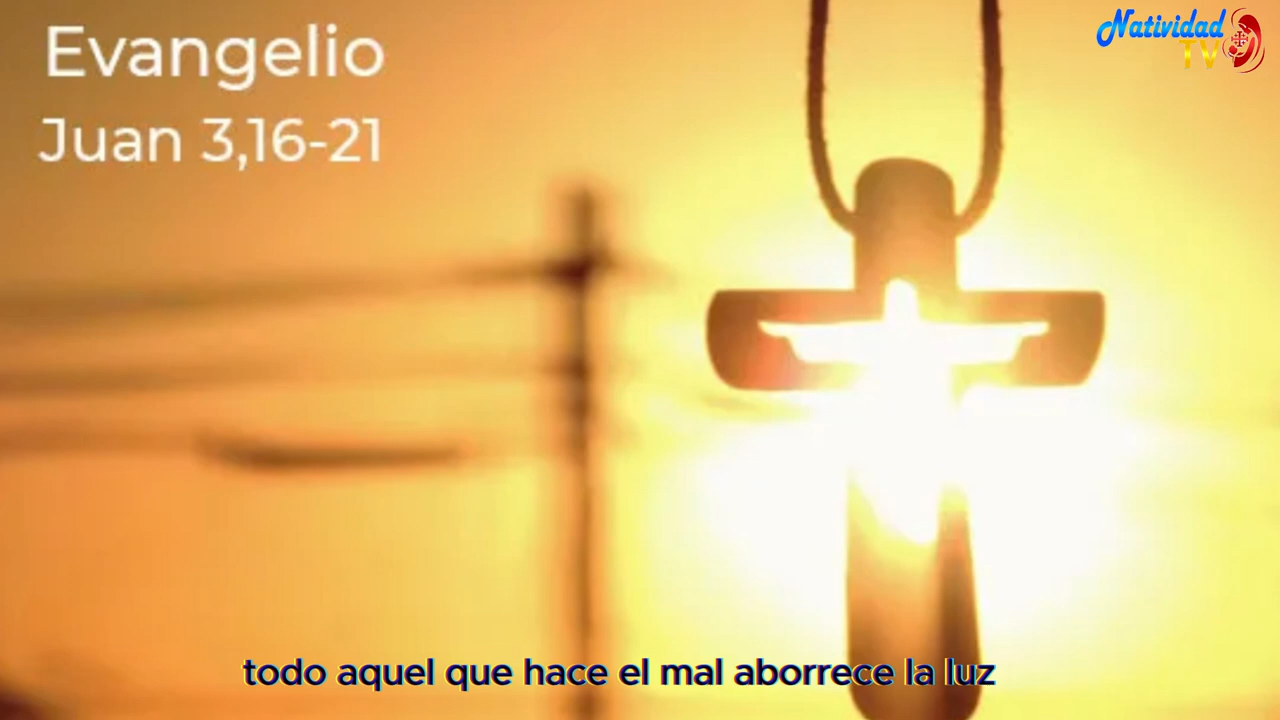 Evangelio
Juan 3,16-21
Natividad
TV
todo aquel que hace el mal aborrece la luz